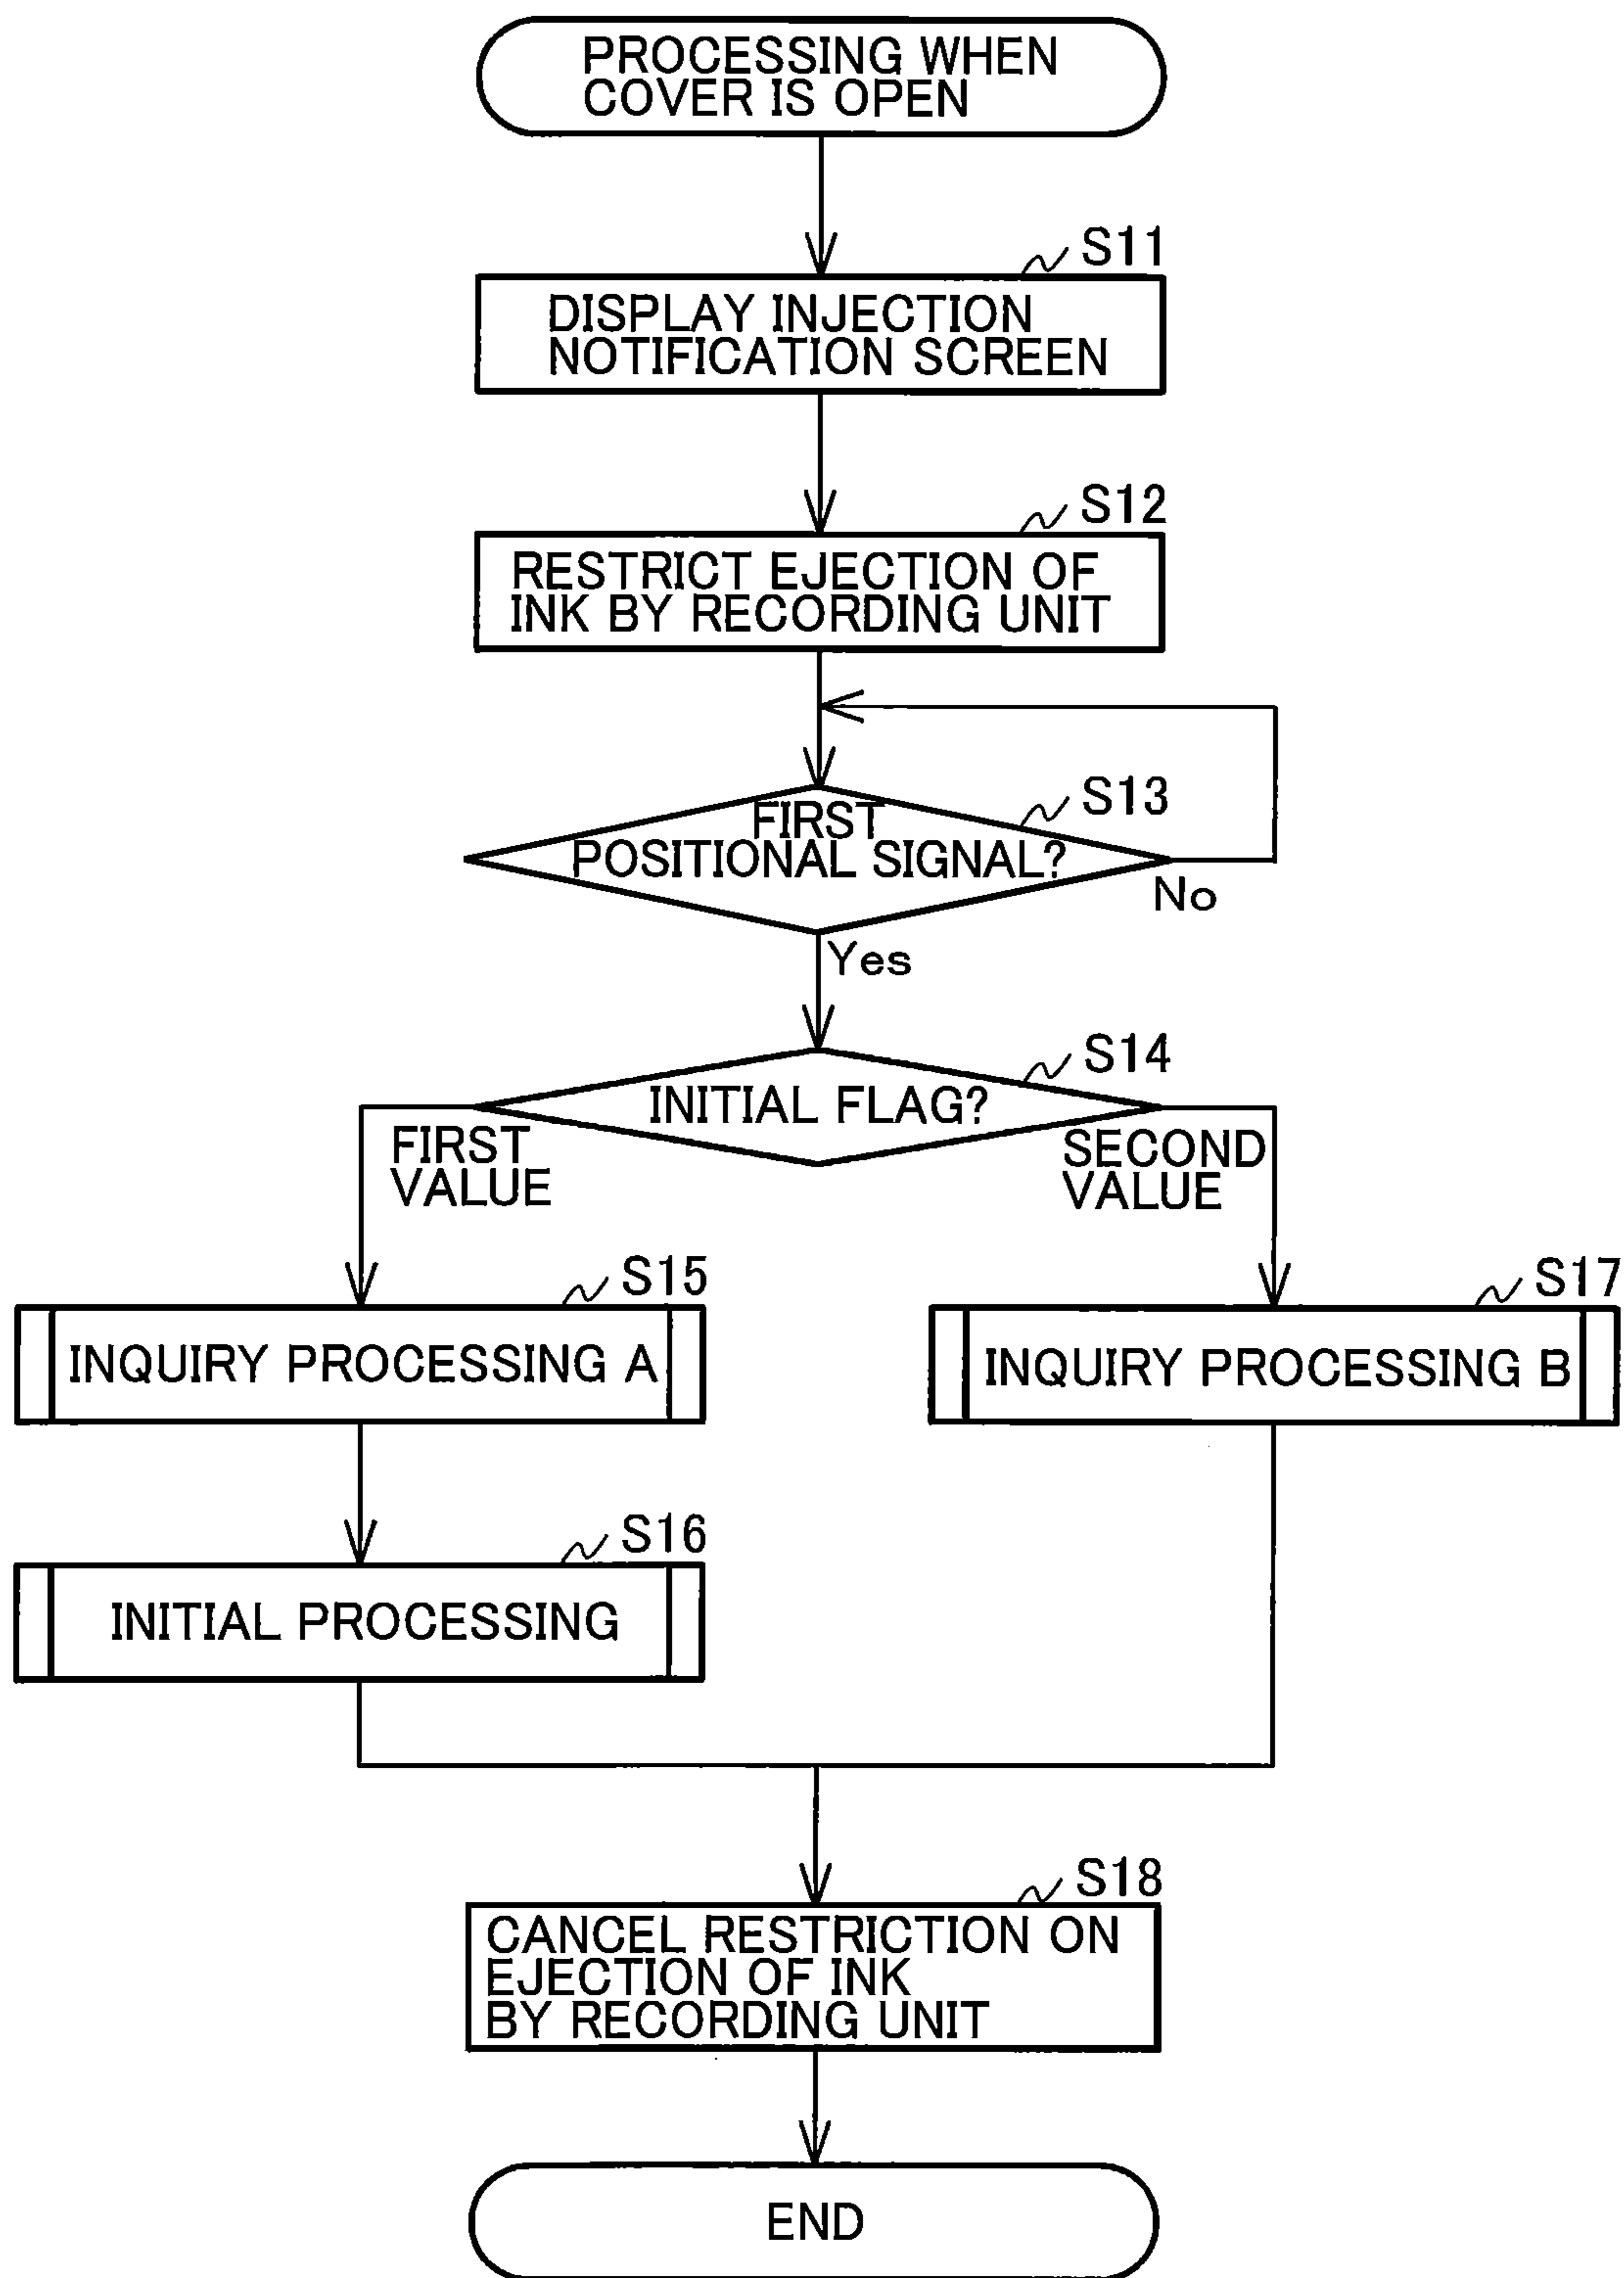 PROCESSING WHEN
COVER IS OPEN
S11
DISPLAY INJECTION
NOTIFICATION SCREEN
S12
RESTRICT EJECTION OF
INK BY RECORDING UNIT
S13
FIRST
POSITIONAL SIGNAL?
No
Yes
S14
INITIAL FLAG?
FIRST
VALUE
SECOND
VALUE
S15
INQUIRY PROCESSING A
S17
INQUIRY PROCESSING B
S16
INITIAL PROCESSING
S18
CANCEL RESTRICTION ON
EJECTION OF INK
BY RECORDING UNIT
END